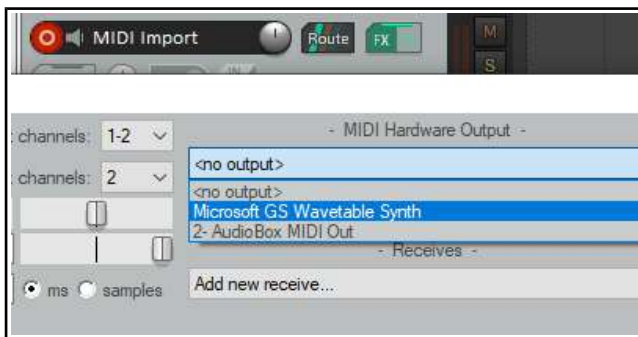 MIDI Import Route FX M
S
channels: 1-2 - MIDI Hardware Output -
<no output>
channels: 2 <no output>
Microsoft GS Wavetable Synth
2- AudioBox MIDI Out
- Receives -
ms samples Add new receive...